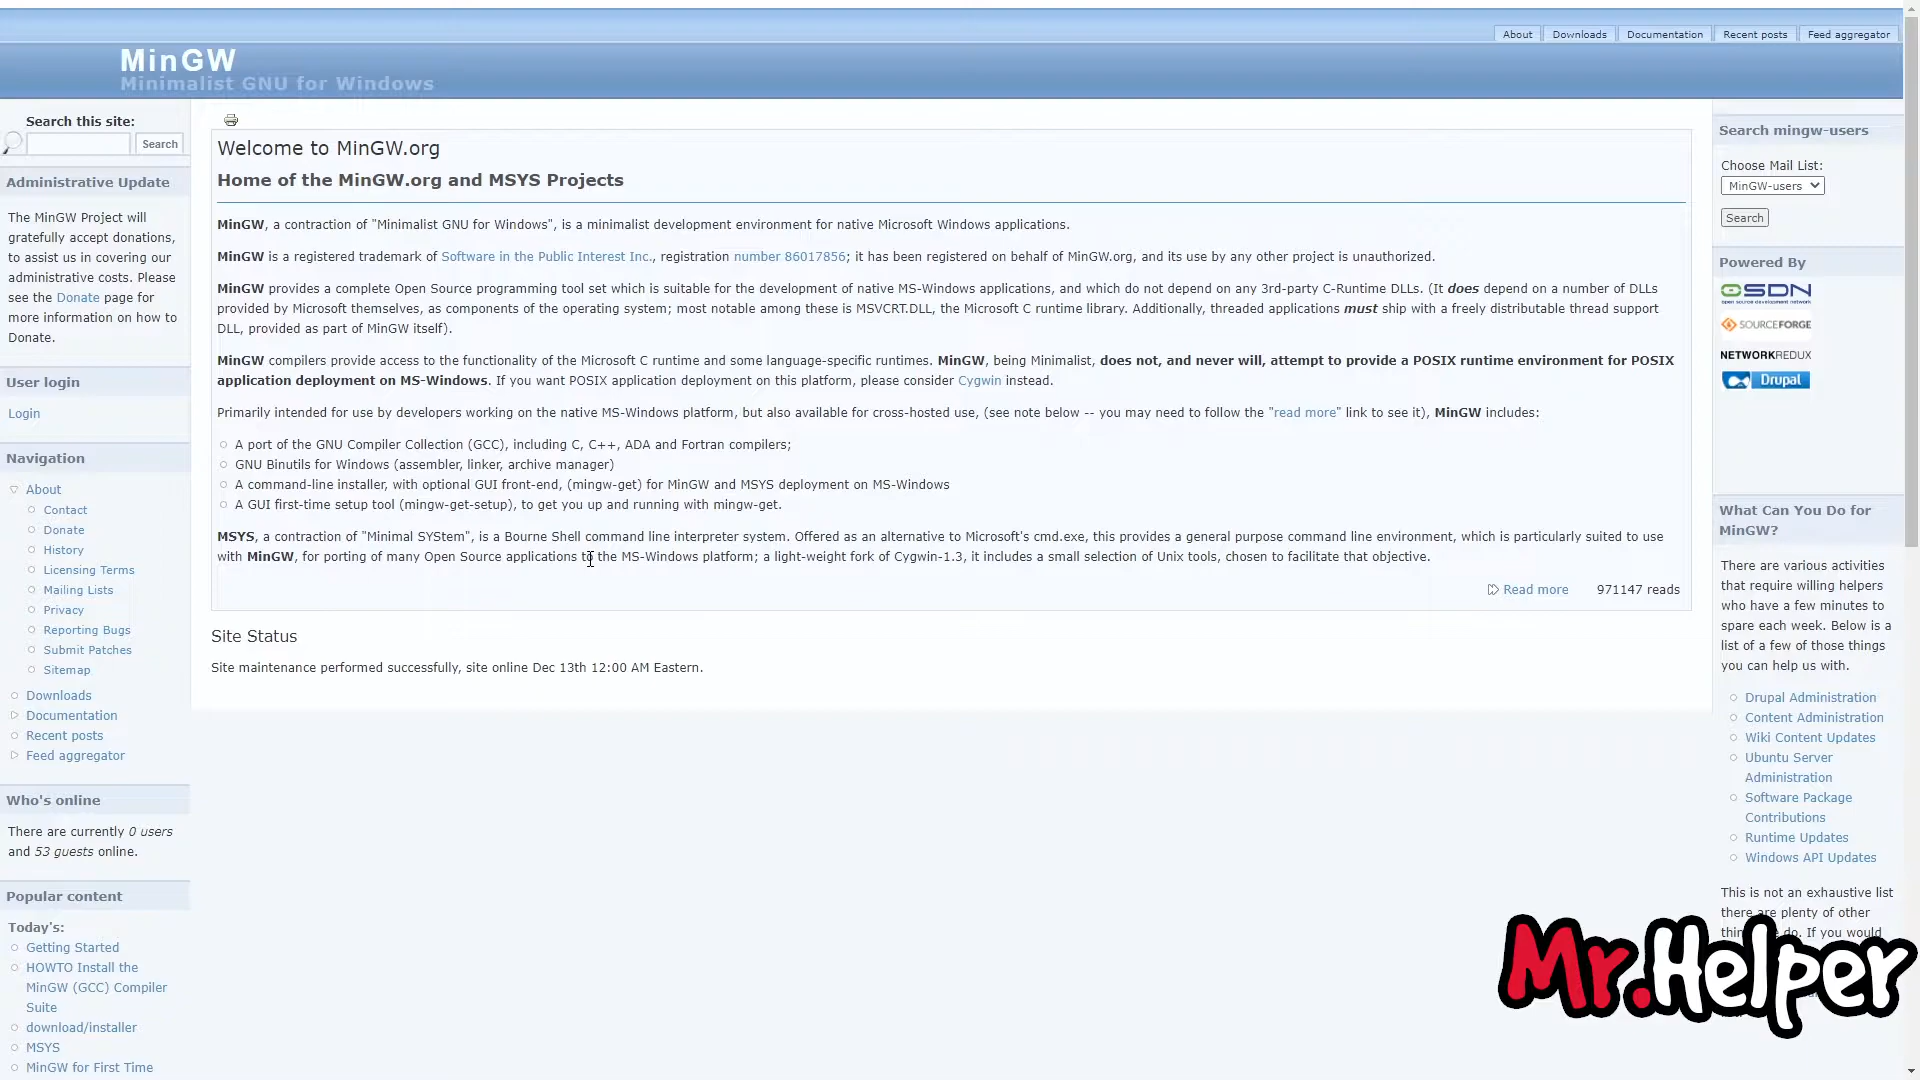 About
Downloads
Documentation
Recent posts
Feed aggregator
MinGW
Minimalist GNU for Windows
Search this site:
Search
Administrative Update
The MinGW Project will
gratefully accept donations,
to assist us in covering our
administrative costs. Please
see the Donate page for
more information on how to
Donate.
User login
Login
Navigation
About
Contact
Donate
History
Licensing Terms
Mailing Lists
Privacy
Reporting Bugs
Submit Patches
Sitemap
Downloads
Documentation
Recent posts
Feed aggregator
Who's online
There are currently 0 users
and 53 guests online.
Popular content
Today's:
Getting Started
HOWTO Install the
MinGW (GCC) Compiler
Suite
download/installer
MSYS
MinGW for First Time
Welcome to MinGW.org
Home of the MinGW.org and MSYS Projects
MinGW, a contraction of "Minimalist GNU for Windows", is a minimalist development environment for native Microsoft Windows applications.
MinGW is a registered trademark of Software in the Public Interest Inc., registration number 86017856; it has been registered on behalf of MinGW.org, and its use by any other project is unauthorized.
MinGW provides a complete Open Source programming tool set which is suitable for the development of native MS-Windows applications, and which do not depend on any 3rd-party C-Runtime DLLs. (It does depend on a number of DLLs
provided by Microsoft themselves, as components of the operating system; most notable among these is MSVCRT.DLL, the Microsoft C runtime library. Additionally, threaded applications must ship with a freely distributable thread support
DLL, provided as part of MinGW itself).
MinGW compilers provide access to the functionality of the Microsoft C runtime and some language-specific runtimes. MinGW, being Minimalist, does not, and never will, attempt to provide a POSIX runtime environment for POSIX
application deployment on MS-Windows. If you want POSIX application deployment on this platform, please consider Cygwin instead.
Primarily intended for use by developers working on the native MS-Windows platform, but also available for cross-hosted use, (see note below -- you may need to follow the "read more" link to see it), MinGW includes:
A port of the GNU Compiler Collection (GCC), including C, C++, ADA and Fortran compilers;
GNU Binutils for Windows (assembler, linker, archive manager)
A command-line installer, with optional GUI front-end, (mingw-get) for MinGW and MSYS deployment on MS-Windows
A GUI first-time setup tool (mingw-get-setup), to get you up and running with mingw-get.
MSYS, a contraction of "Minimal SYStem", is a Bourne Shell command line interpreter system. Offered as an alternative to Microsoft's cmd.exe, this provides a general purpose command line environment, which is particularly suited to use
with MinGW, for porting of many Open Source applications to the MS-Windows platform; a light-weight fork of Cygwin-1.3, it includes a small selection of Unix tools, chosen to facilitate that objective.
Read more
971147 reads
Site Status
Site maintenance performed successfully, site online Dec 13th 12:00 AM Eastern.
Search mingw-users
Choose Mail List:
MinGW-users
Search
Powered By
OSDN
open source development network
SOURCEFORGE
NETWORKREDUX
Drupal
What Can You Do for
MinGW?
There are various activities
that require willing helpers
who have a few minutes to
spare each week. Below is a
list of a few of those things
you can help us with.
Drupal Administration
Content Administration
Wiki Content Updates
Ubuntu Server
Administration
Software Package
Contributions
Runtime Updates
Windows API Updates
This is not an exhaustive list
there are plenty of other
do. If you would
Mr.Helper